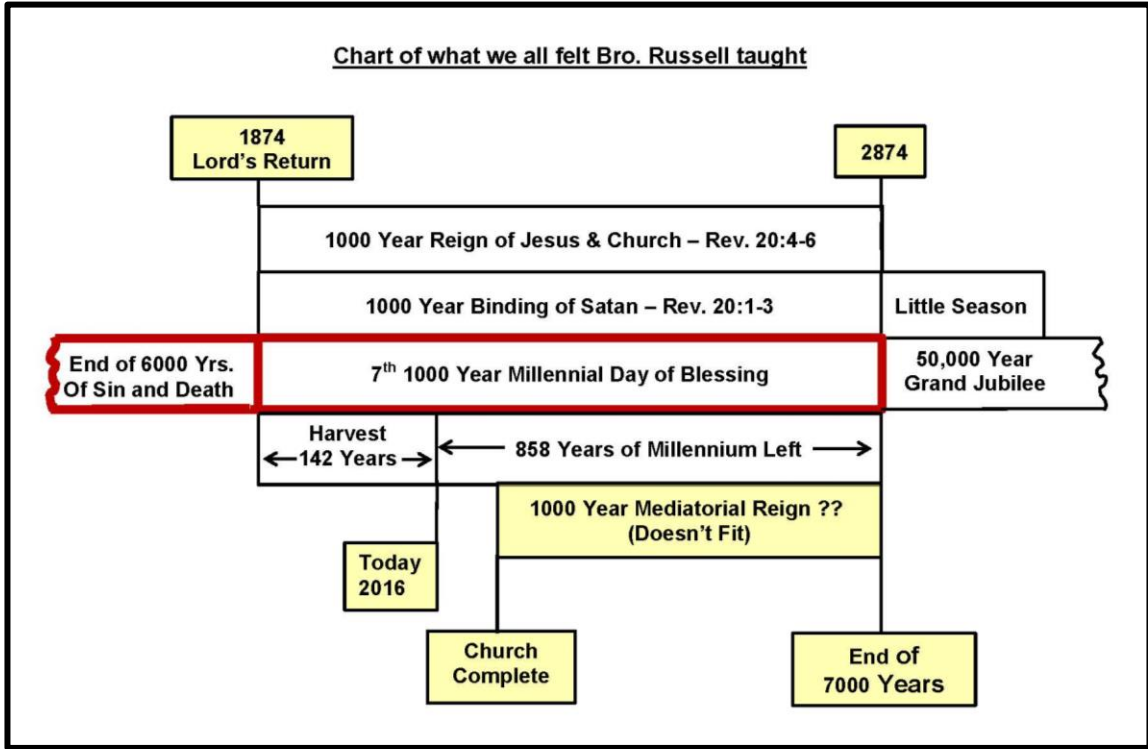 Chart of what we all felt Bro. Russell taught
1874
Lord's Return
2874
1000 Year Reign of Jesus & Church – Rev. 20:4-6
1000 Year Binding of Satan – Rev. 20:1-3
Little Season
End of 6000 Yrs.
Of Sin and Death
7th 1000 Year Millennial Day of Blessing
50,000 Year
Grand Jubilee
Harvest
142 Years
858 Years of Millennium Left
1000 Year Mediatorial Reign ??
(Doesn't Fit)
Today
2016
Church
Complete
End of
7000 Years